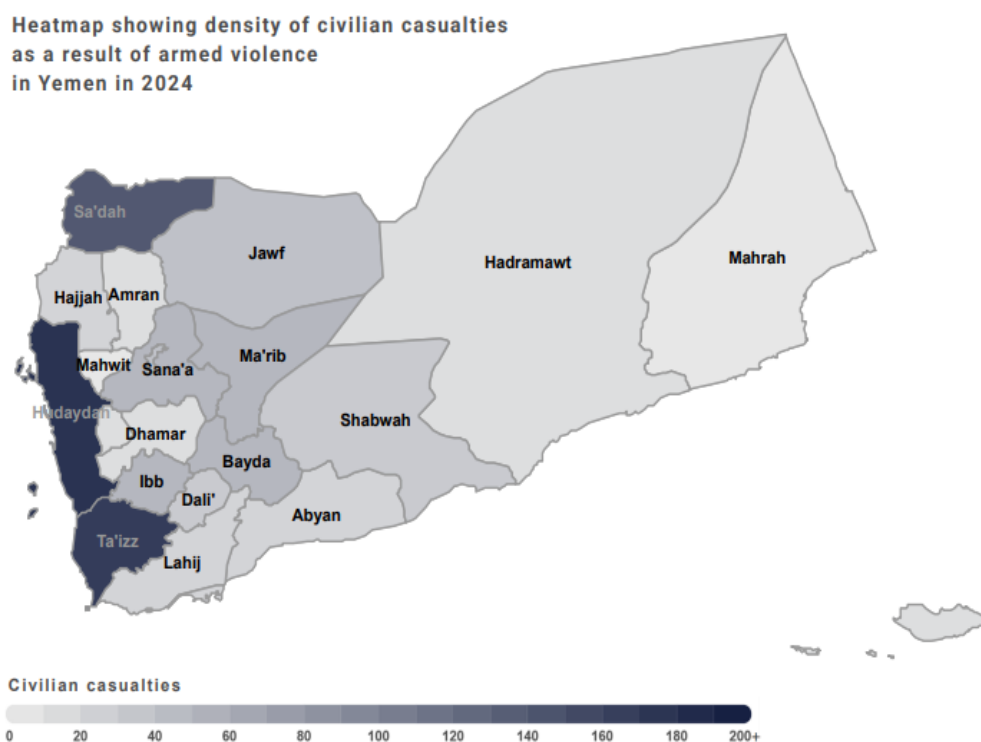 Heatmap showing density of civilian casualties
as a result of armed violence
in Yemen in 2024
Sa'dah
Jawf
Hadramawt
Mahrah
Hajjah
Amran
Ma'rib
Mahwit
Sana'a
Hudaydah
Shabwah
Dhamar
Bayda
Ibb
Dali'
Abyan
Ta'izz
Lahij
Civilian casualties
0 20 40 60 80 100 120 140 160 180 200+